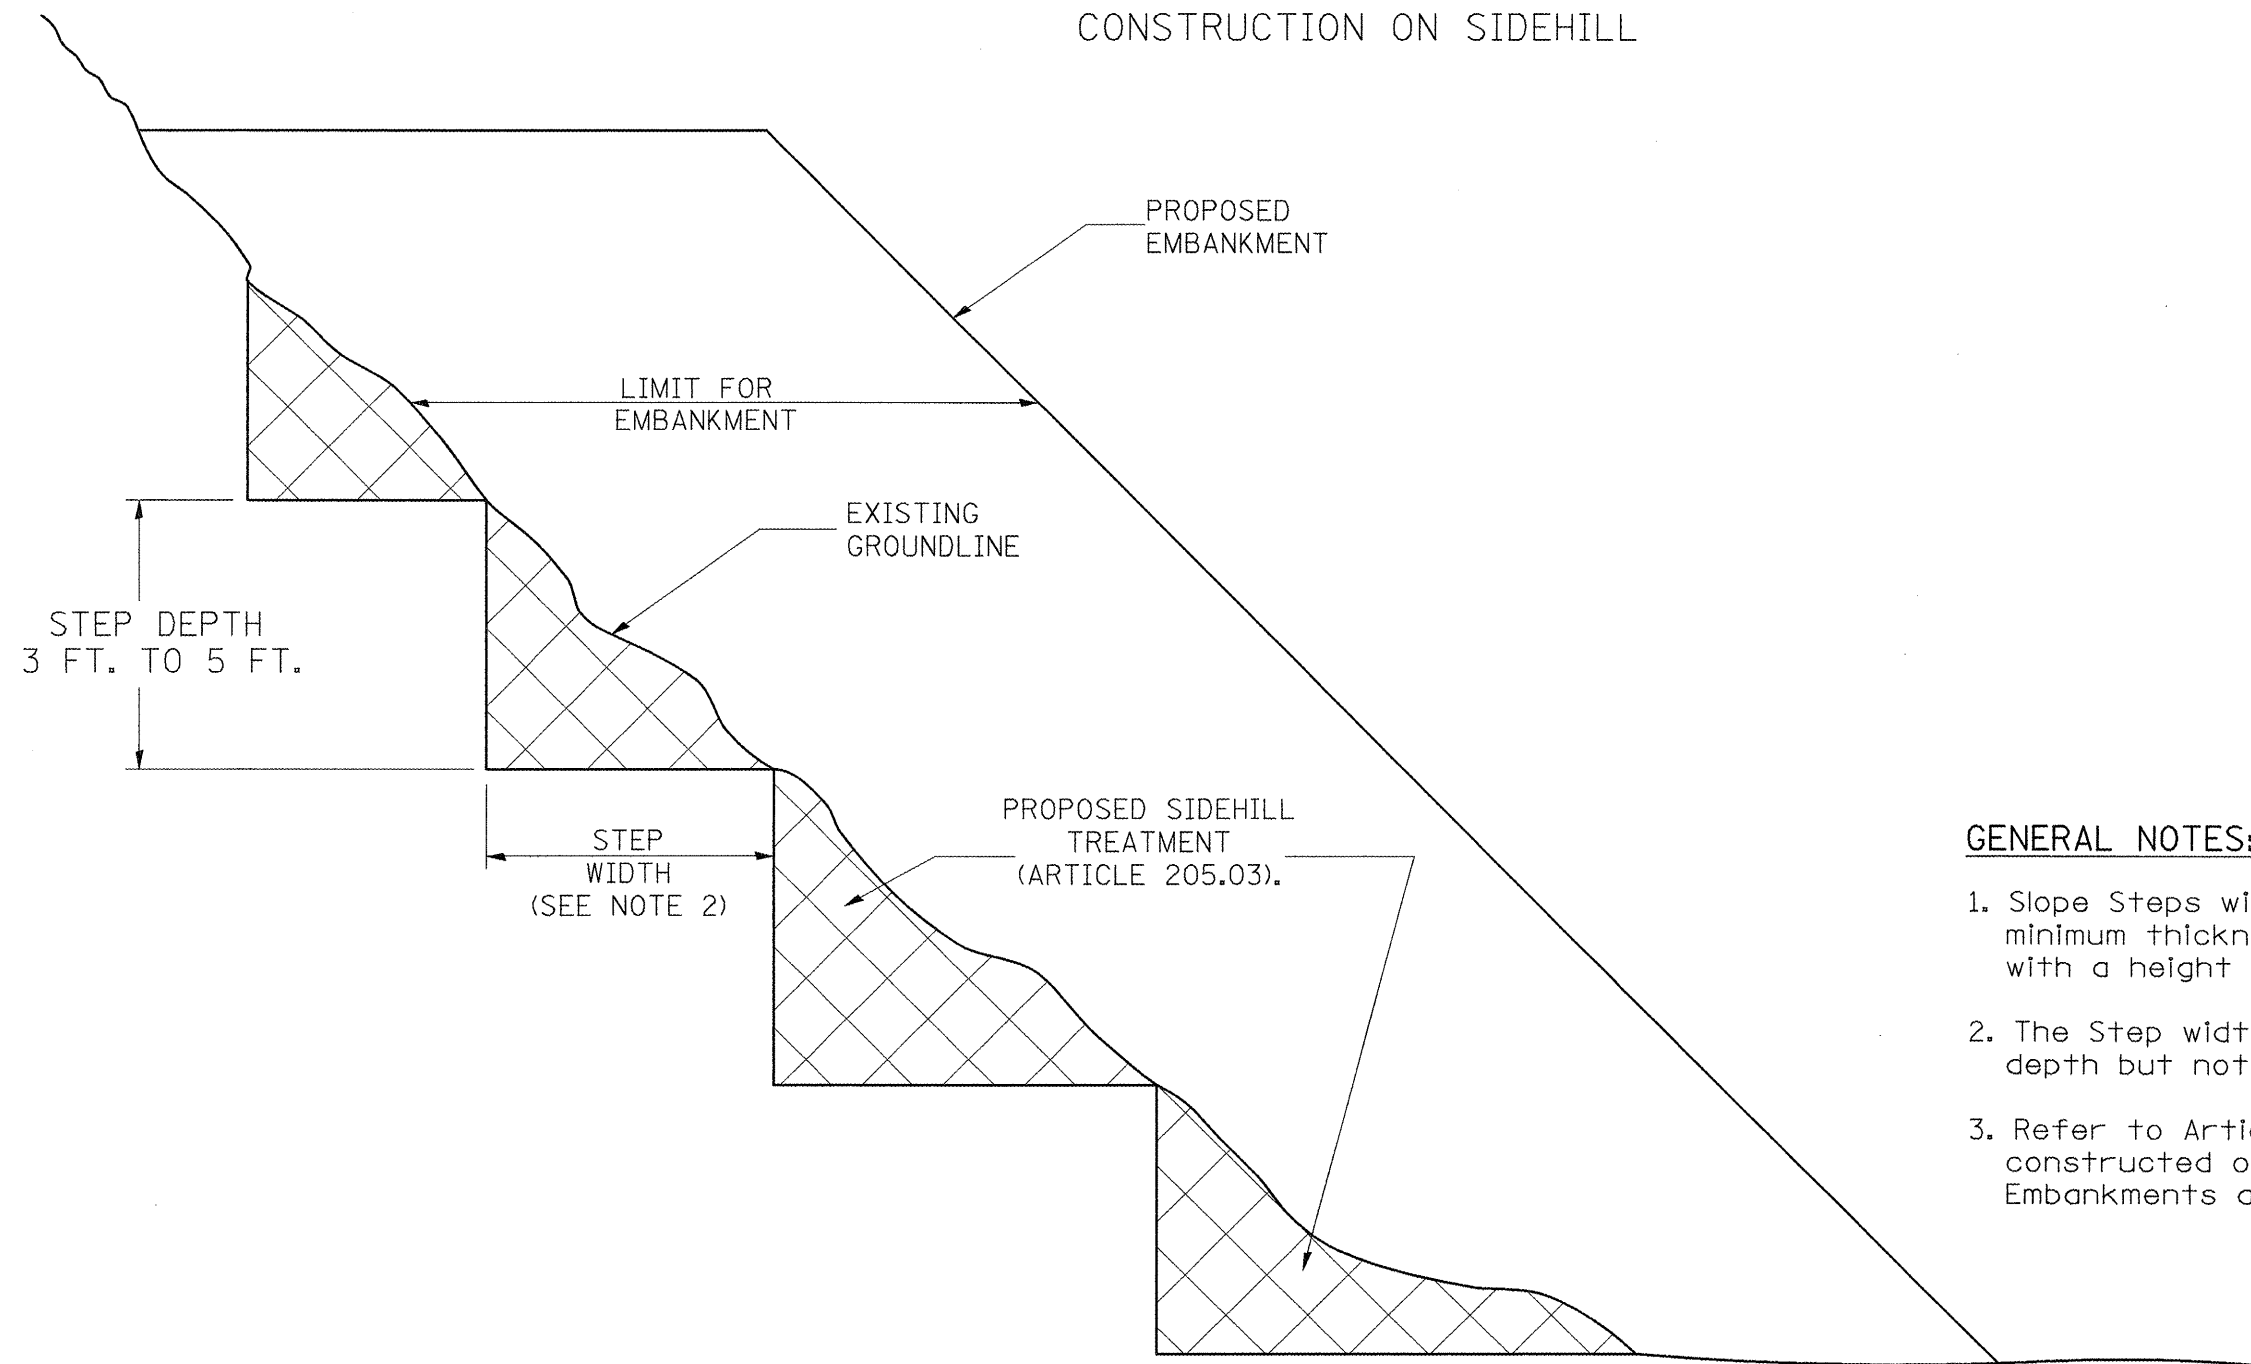 CONSTRUCTION ON SIDEHILL
PROPOSED
EMBANKMENT
LIMIT FOR
EMBANKMENT
EXISTING
GROUNDLINE
STEP DEPTH
3 FT. TO 5 FT.
STEP
WIDTH
(SEE NOTE 2)
PROPOSED SIDEHILL
TREATMENT
(ARTICLE 205.03).
GENERAL NOTES:
1. Slope Steps
minimum
with a height
2. The Step
depth but not
3. Refer to
constructed
Embankments